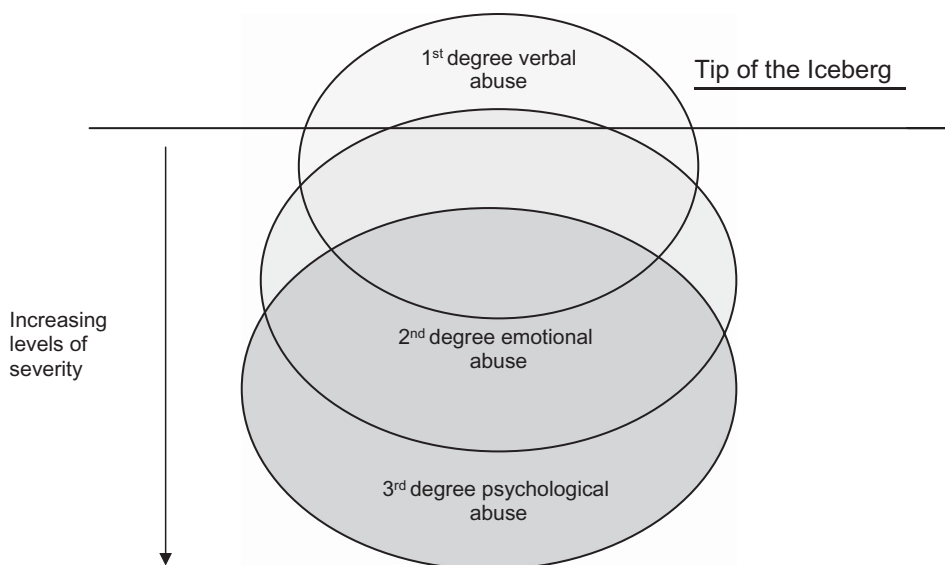 1st degree verbal
abuse
Tip of the Iceberg
Increasing
levels of
severity
2nd degree emotional
abuse
3rd degree psychological
abuse